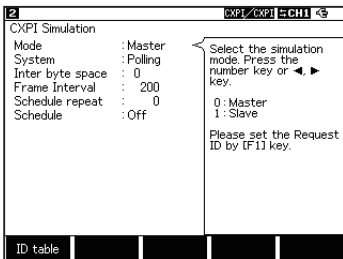 2 CXPI/CXPI CH1
CXPI Simulation
Mode : Master
System : Polling
Inter byte space : 0
Frame Interval : 200
Schedule repeat : 0
Schedule : Off
Select the simulation
mode. Press the
number key or ◄, ►
key.
0 : Master
1 : Slave
Please set the Request
ID by [F1] key.
ID table